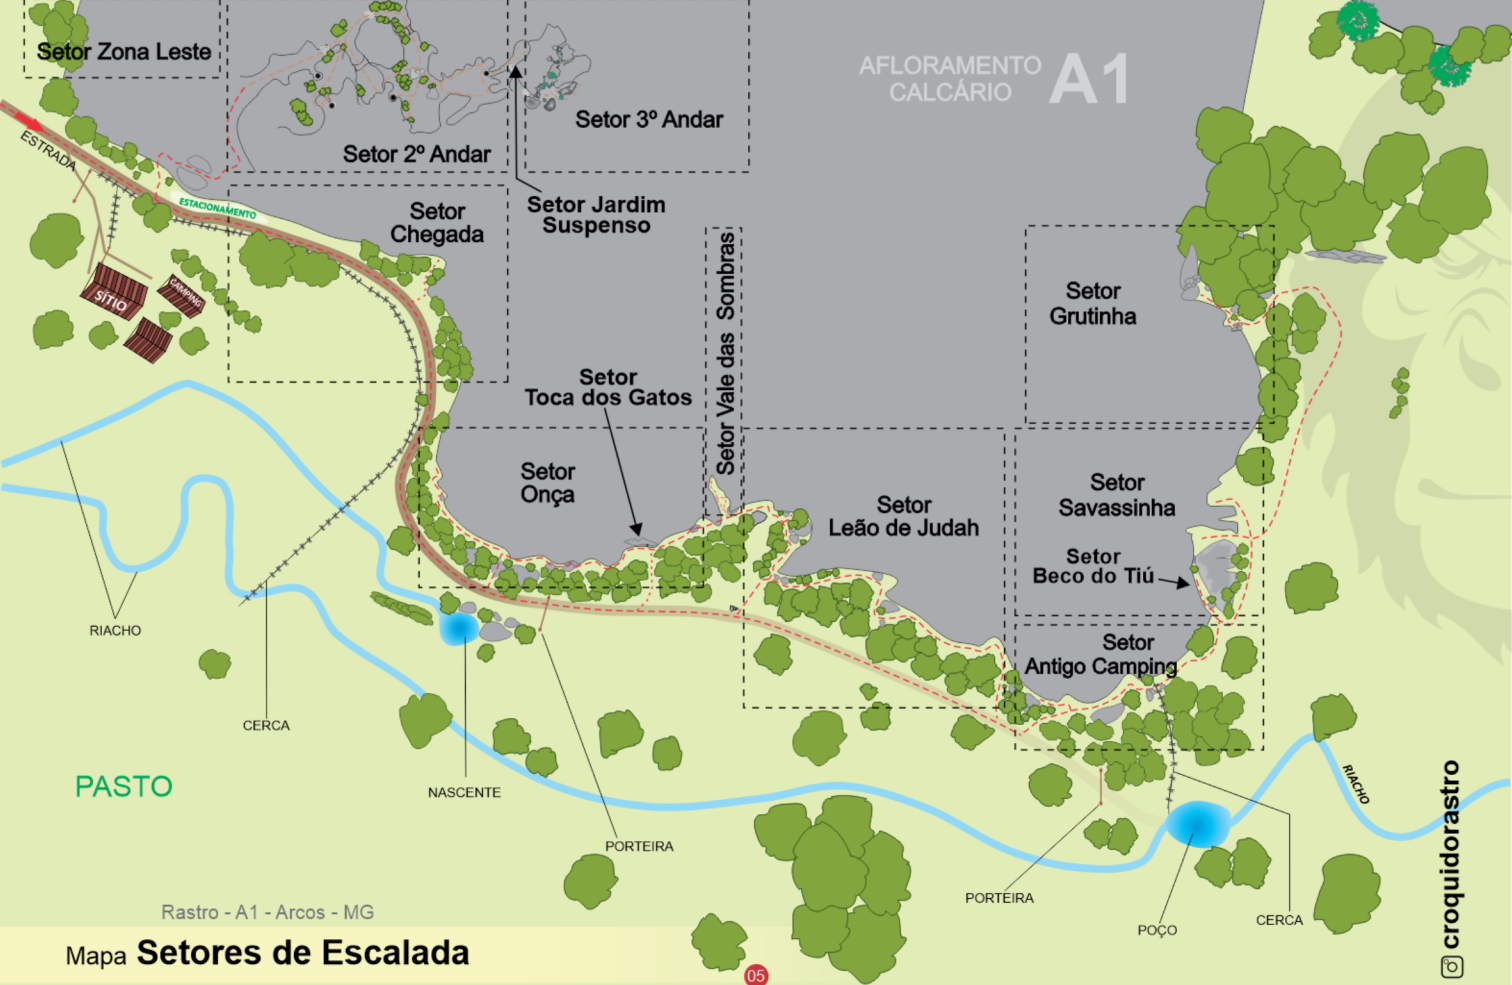 Setor Zona Leste
AFLORAMENTO
CALCÁRIO
A1
Setor 3º Andar
Setor 2º Andar
ESTRADA
ESTACIONAMENTO
Setor
Chegada
Setor Jardim
Suspenso
Setor Vale das Sombras
SÍTIO
CAMPING
Setor
Grutinha
Setor
Toca dos Gatos
Setor
Onça
Setor
Leão de Judah
Setor
Savassinha
Setor
Beco do Tiú
Setor
Antigo Camping
RIACHO
CERCA
PASTO
NASCENTE
PORTEIRA
RIACHO
PORTEIRA
POÇO
CERCA
croquidorastro
Rastro - A1 - Arcos - MG
Mapa Setores de Escalada
05